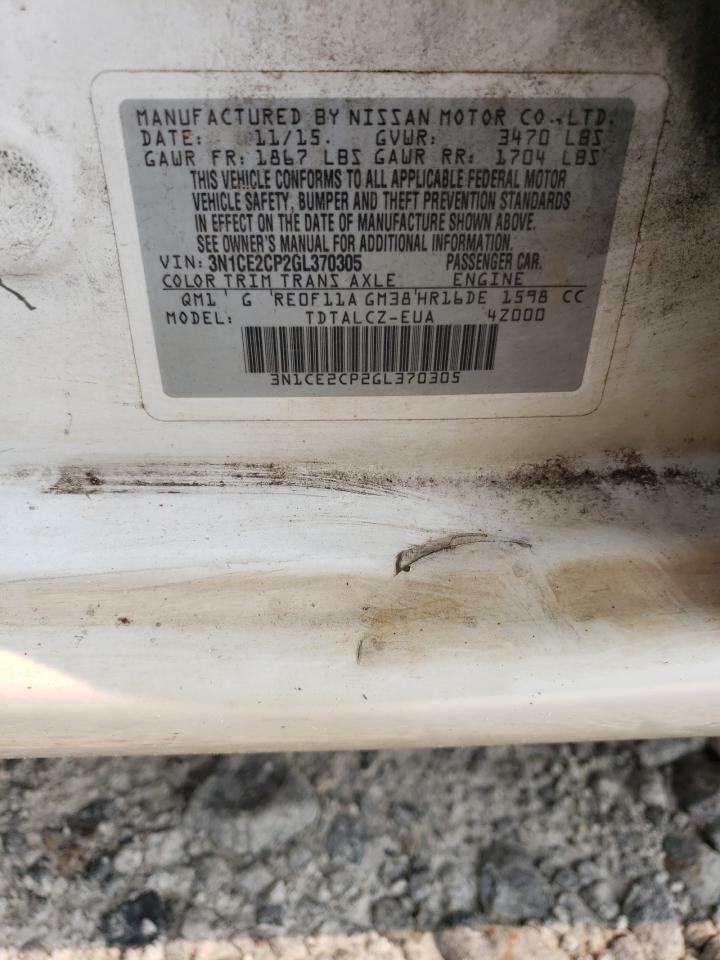 MANUFACTURED BY NISSAN MOTOR CO., LTD.
DATE: 11/15. GVWR: 3470 LBS
GAWR FR: 1867 LBS GAWR RR: 1704 LBS
THIS VEHICLE CONFORMS TO ALL APPLICABLE FEDERAL MOTOR
VEHICLE SAFETY, BUMPER AND THEFT PREVENTION STANDARDS
IN EFFECT ON THE DATE OF MANUFACTURE SHOWN ABOVE.
SEE OWNER'S MANUAL FOR ADDITIONAL INFORMATION.
VIN: 3N1CE2CP2GL370305 PASSENGER CAR.
COLOR TRIM TRANS AXLE ENGINE
QM1 G RE0F11A GM38 HR16DE 1598 CC
MODEL: TDTALCZ-EUA 4Z000
3N1CE2CP2GL370305